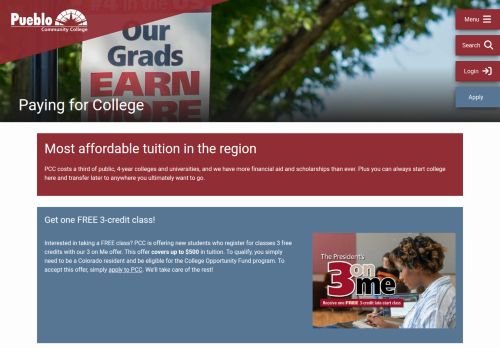 Pueblo
Community College
#4 in the US
Our
Grads
EARN
MORE
Menu
Search
Login
Apply
Paying for College
Most affordable tuition in the region
PCC costs a third of public, 4-year colleges and universities, and we have more financial aid and scholarships than ever. Plus you can always start college
here and transfer later to anywhere you ultimately want to go.
Get one FREE 3-credit class!
Interested in taking a FREE class? PCC is offering new students who register for classes 3 free
credits with our 3 on Me offer. This offer covers up to $500 in tuition. To qualify, you simply
need to be a Colorado resident and be eligible for the College Opportunity Fund program. To
accept this offer, simply apply to PCC. We'll take care of the rest!
The President's
3 on
me
Receive one FREE 3-credit late start class